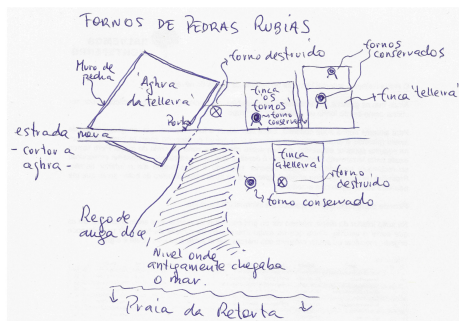 FORNOS DE PEDRAS RUBIAS
forno destruido
fornos
conservados
Muro de
pedra
'Aghra
da telleira'
finca
os
fornos'
forno
conservado
finca 'telleira'
Porta
estrada nova
- cortou a
aghra -
finca
atelleira'
forno
destruido
forno conservado
Rego de
auga doce
Nivel onde
antigamente chegaba
o mar.
Praia da Retorta